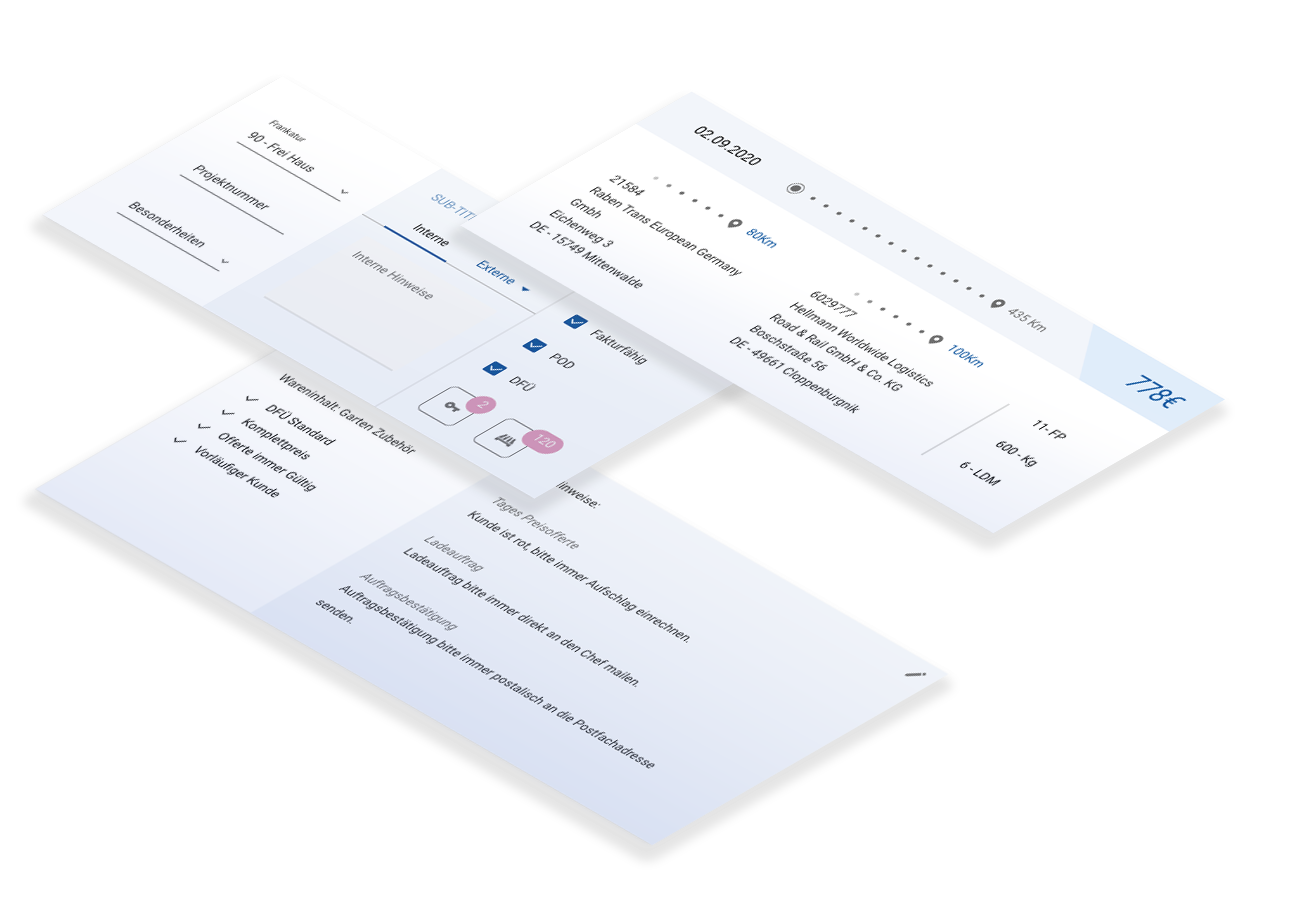 Frankatur
90 - Frei Haus
Projektnummer
Besonderheiten
SUB-TIT
Interne
Externe
Interne Hinweise
Fakturfähig
POD
DFÜ
2
120
02.09.2020
435 Km
778€
21584
80Km
Raben Trans European Germany
Gmbh
Eichenweg 3
DE - 15749 Mittenwalde
6029777
100Km
Hellmann Worldwide Logistics
Road & Rail GmbH & Co. KG
Boschstraße 56
DE - 49661 Cloppenburgnik
11- FP
600 - Kg
6 - LDM
Wareninhalt: Garten Zubehör
DFÜ Standard
Komplettpreis
Offerte immer Gültig
Vorläufiger Kunde
inweise:
Tages Preisofferte
Kunde ist rot, bitte immer Aufschlag einrechnen.
Ladeauftrag
Ladeauftrag bitte immer direkt an den Chef mailen.
Auftragsbestätigung
Auftragsbestätigung bitte immer postalisch an die Postfachadresse
senden.